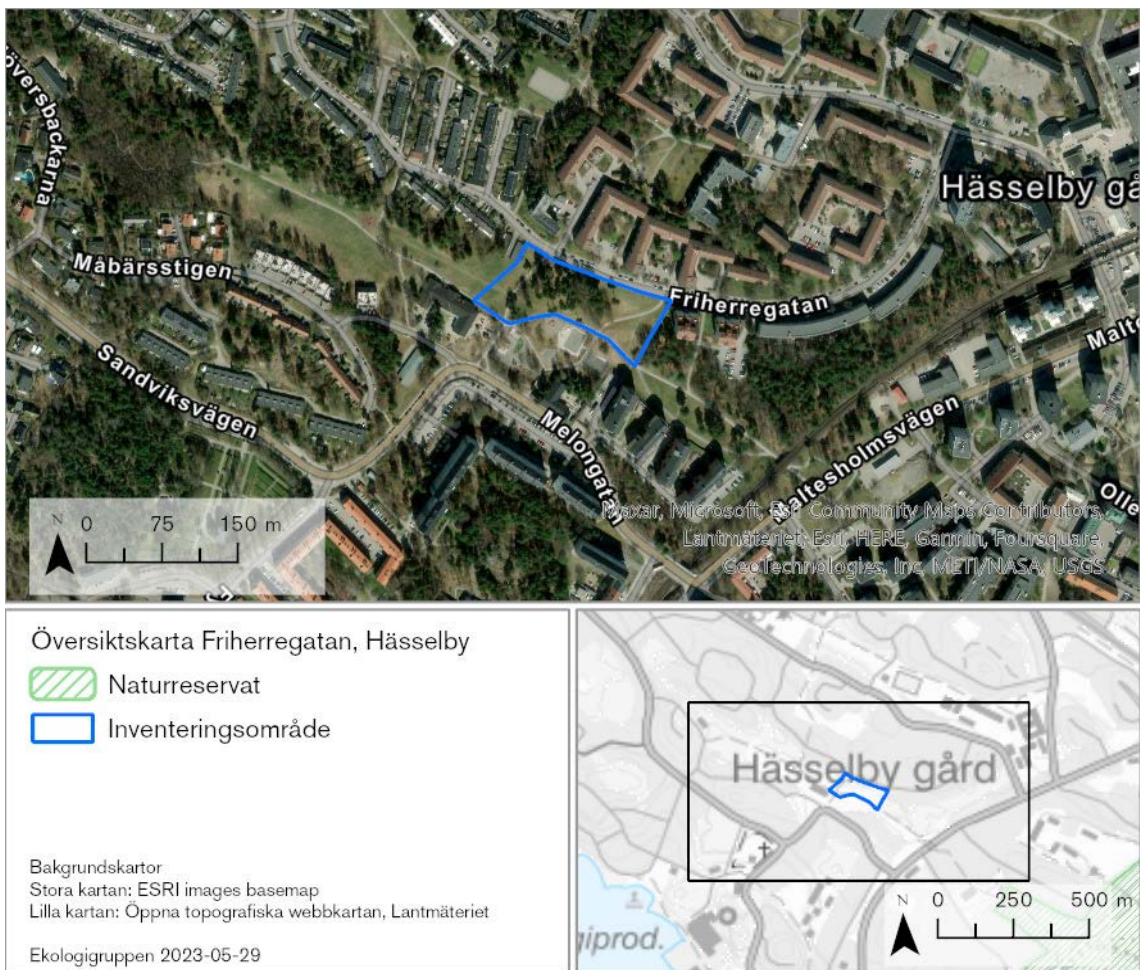 översbackarna
Hässelby gå
Måbärsstigen
Friherregatan
Sandviksvägen
Melongatan
Maltesholmsvägen
Malte
Olle
N 0 75 150 m
Maxar, Microsoft, Esri Community Maps Contributors,
Lantmäteriet, Esri, HERE, Garmin, Foursquare,
GeoTechnologies, Inc, METI/NASA, USGS
Översiktskarta Friherregatan, Hässelby
Naturreservat
Inventeringsområde
Bakgrundskartor
Stora kartan: ESRI images basemap
Lilla kartan: Öppna topografiska webbkartan, Lantmäteriet
Ekologigruppen 2023-05-29
Hässelby gård
giprod.
N 0 250 500 m